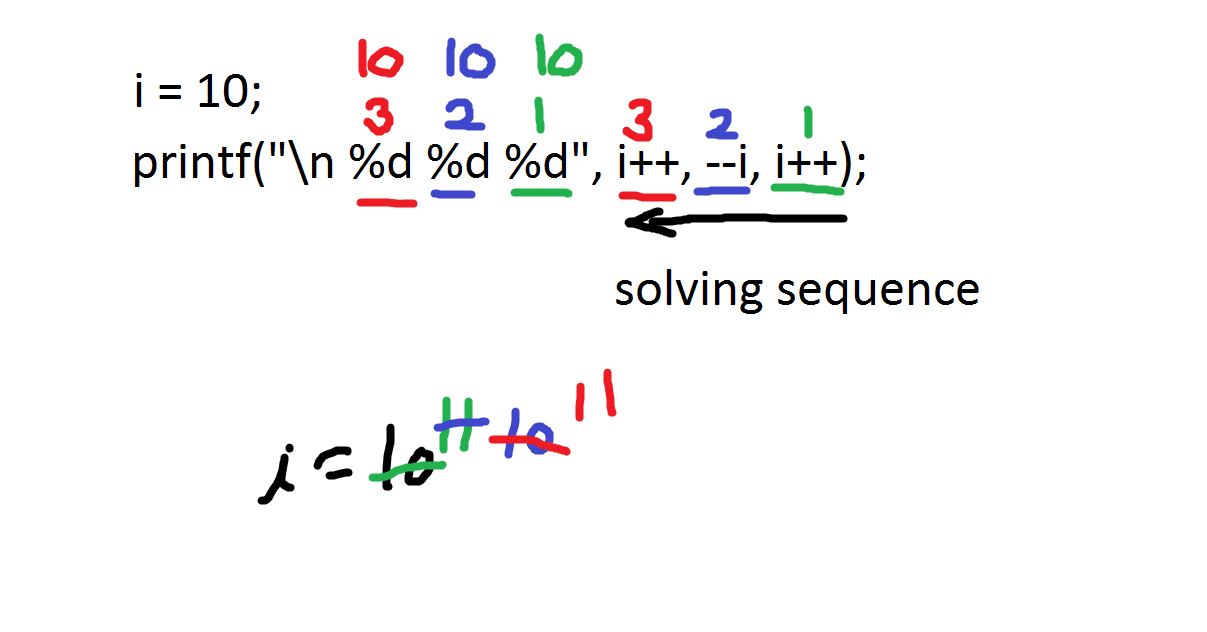 10 10 10
i = 10;
3 2 1 3 2 1
printf("\n %d %d %d", i++, --i, i++);
solving sequence
i = 10 11 10 11